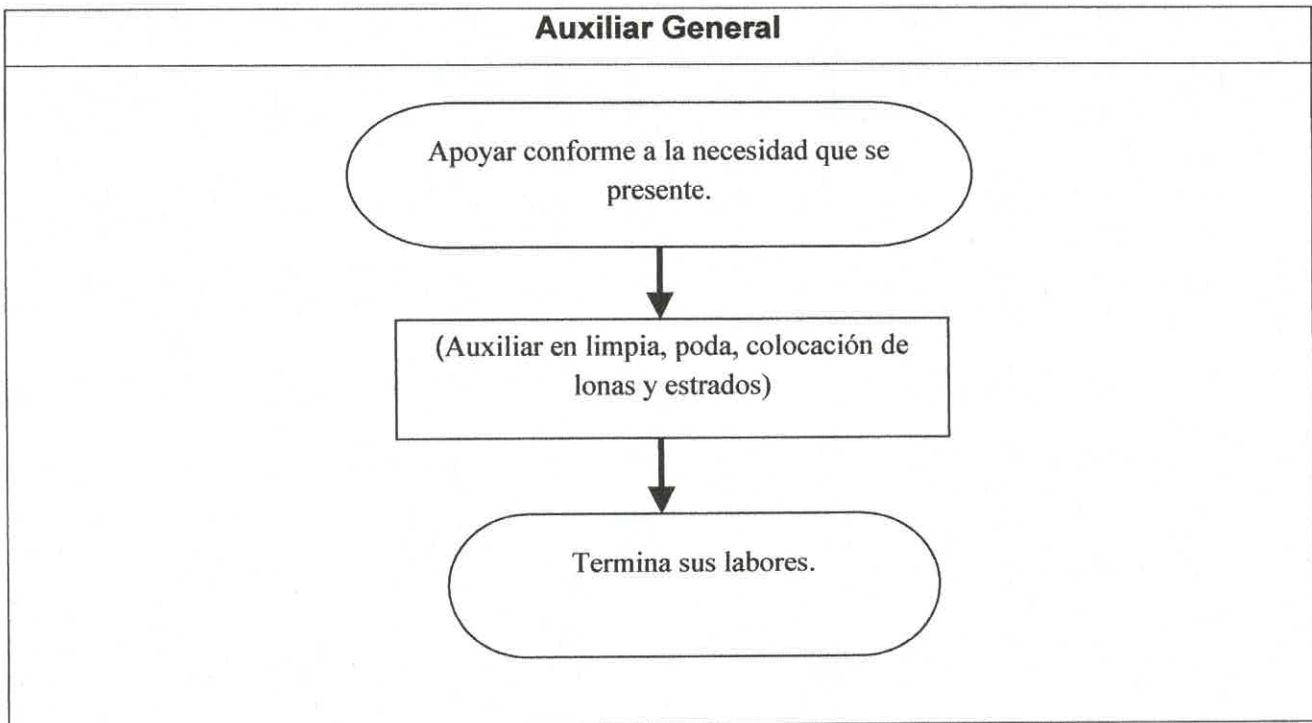 Auxiliar General
Apoyar conforme a la necesidad que se
presente.
(Auxiliar en limpia, poda, colocación de
lonas y estrados)
Termina sus labores.